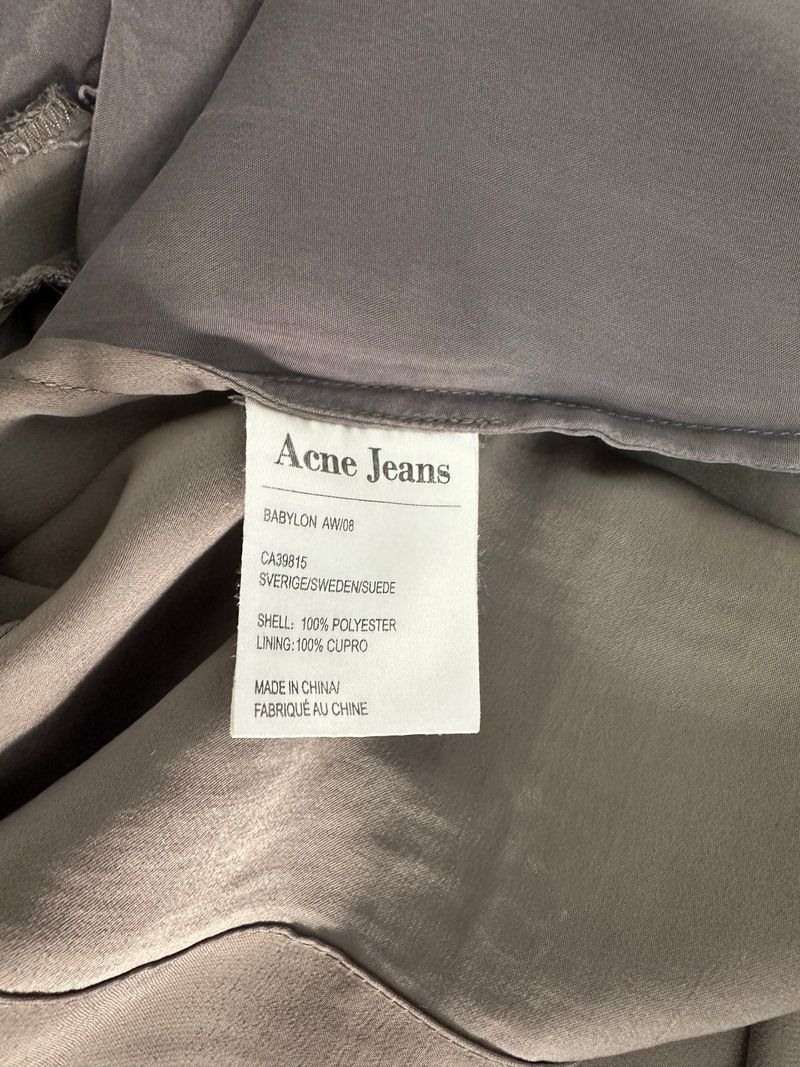 Acne Jeans
BABYLON AW/08
CA39815
SVERIGE/SWEDEN/SUEDE
SHELL: 100% POLYESTER
LINING:100% CUPRO
MADE IN CHINA/
FABRIQUÉ AU CHINE